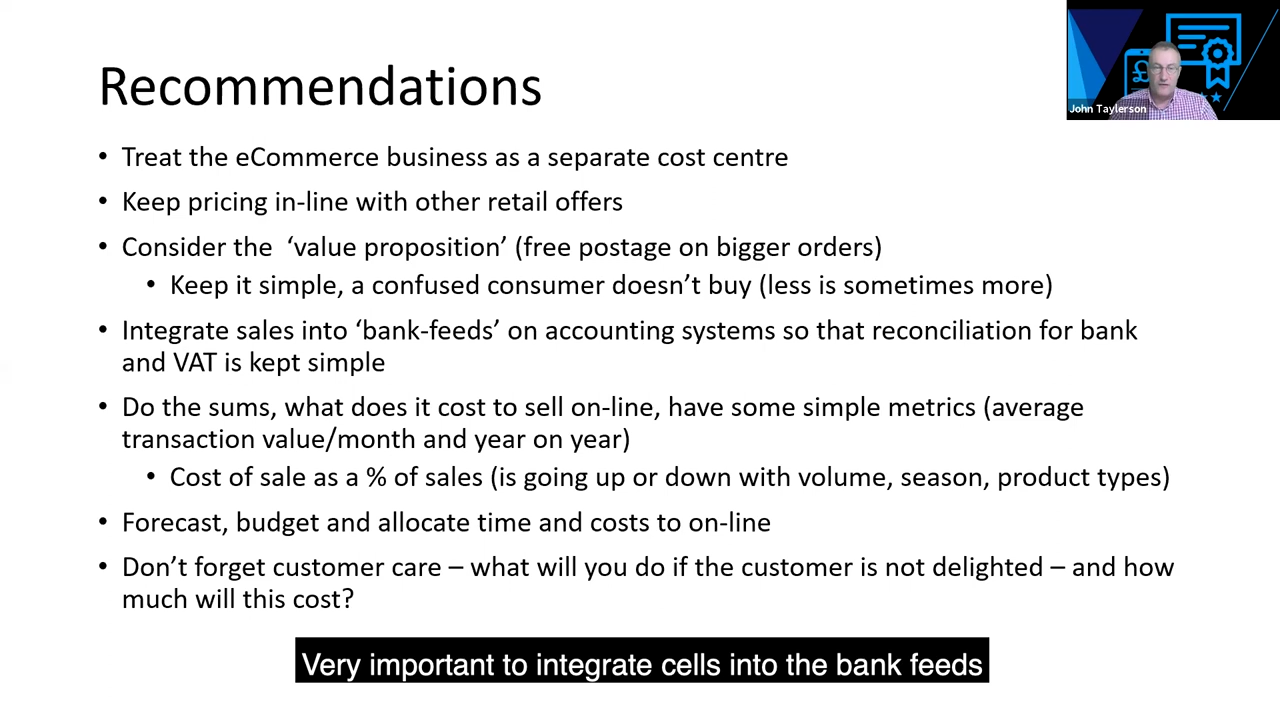 Recommendations
John Taylerson
• Treat the eCommerce business as a separate cost centre
• Keep pricing in-line with other retail offers
• Consider the ‘value proposition’ (free postage on bigger orders)
• Keep it simple, a confused consumer doesn’t buy (less is sometimes more)
• Integrate sales into ‘bank-feeds’ on accounting systems so that reconciliation for bank
and VAT is kept simple
• Do the sums, what does it cost to sell on-line, have some simple metrics (average
transaction value/month and year on year)
• Cost of sale as a % of sales (is going up or down with volume, season, product types)
• Forecast, budget and allocate time and costs to on-line
• Don’t forget customer care – what will you do if the customer is not delighted – and how
much will this cost?
Very important to integrate cells into the bank feeds